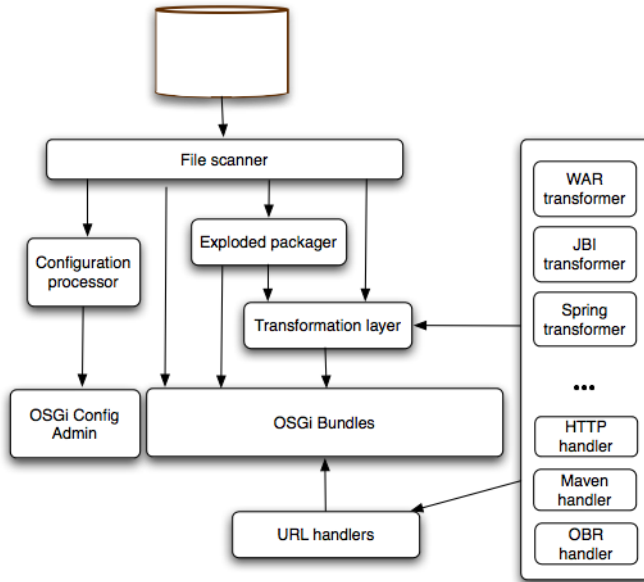 File scanner
Exploded packager
Configuration
processor
Transformation layer
OSGi Config
Admin
OSGi Bundles
URL handlers
WAR
transformer
JBI
transformer
Spring
transformer
...
HTTP
handler
Maven
handler
OBR
handler